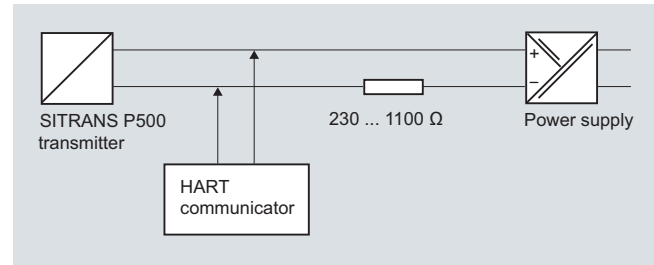 +
–
SITRANS P500
transmitter
230 ... 1100 Ω
Power supply
HART
communicator